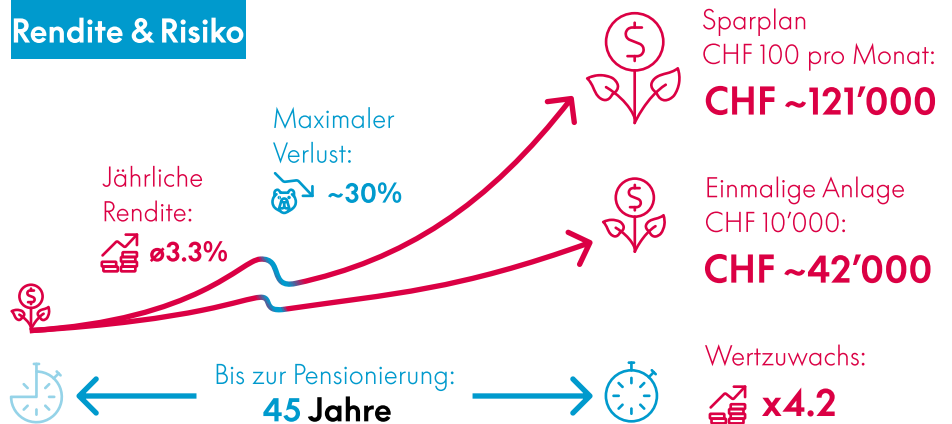 Rendite & Risiko
Sparplan
CHF 100 pro Monat:
CHF ~121’000
Maximaler
Verlust:
~30%
Jährliche
Rendite:
ø3.3%
Einmalige Anlage
CHF 10’000:
CHF ~42’000
Bis zur Pensionierung:
45 Jahre
Wertzuwachs:
x4.2